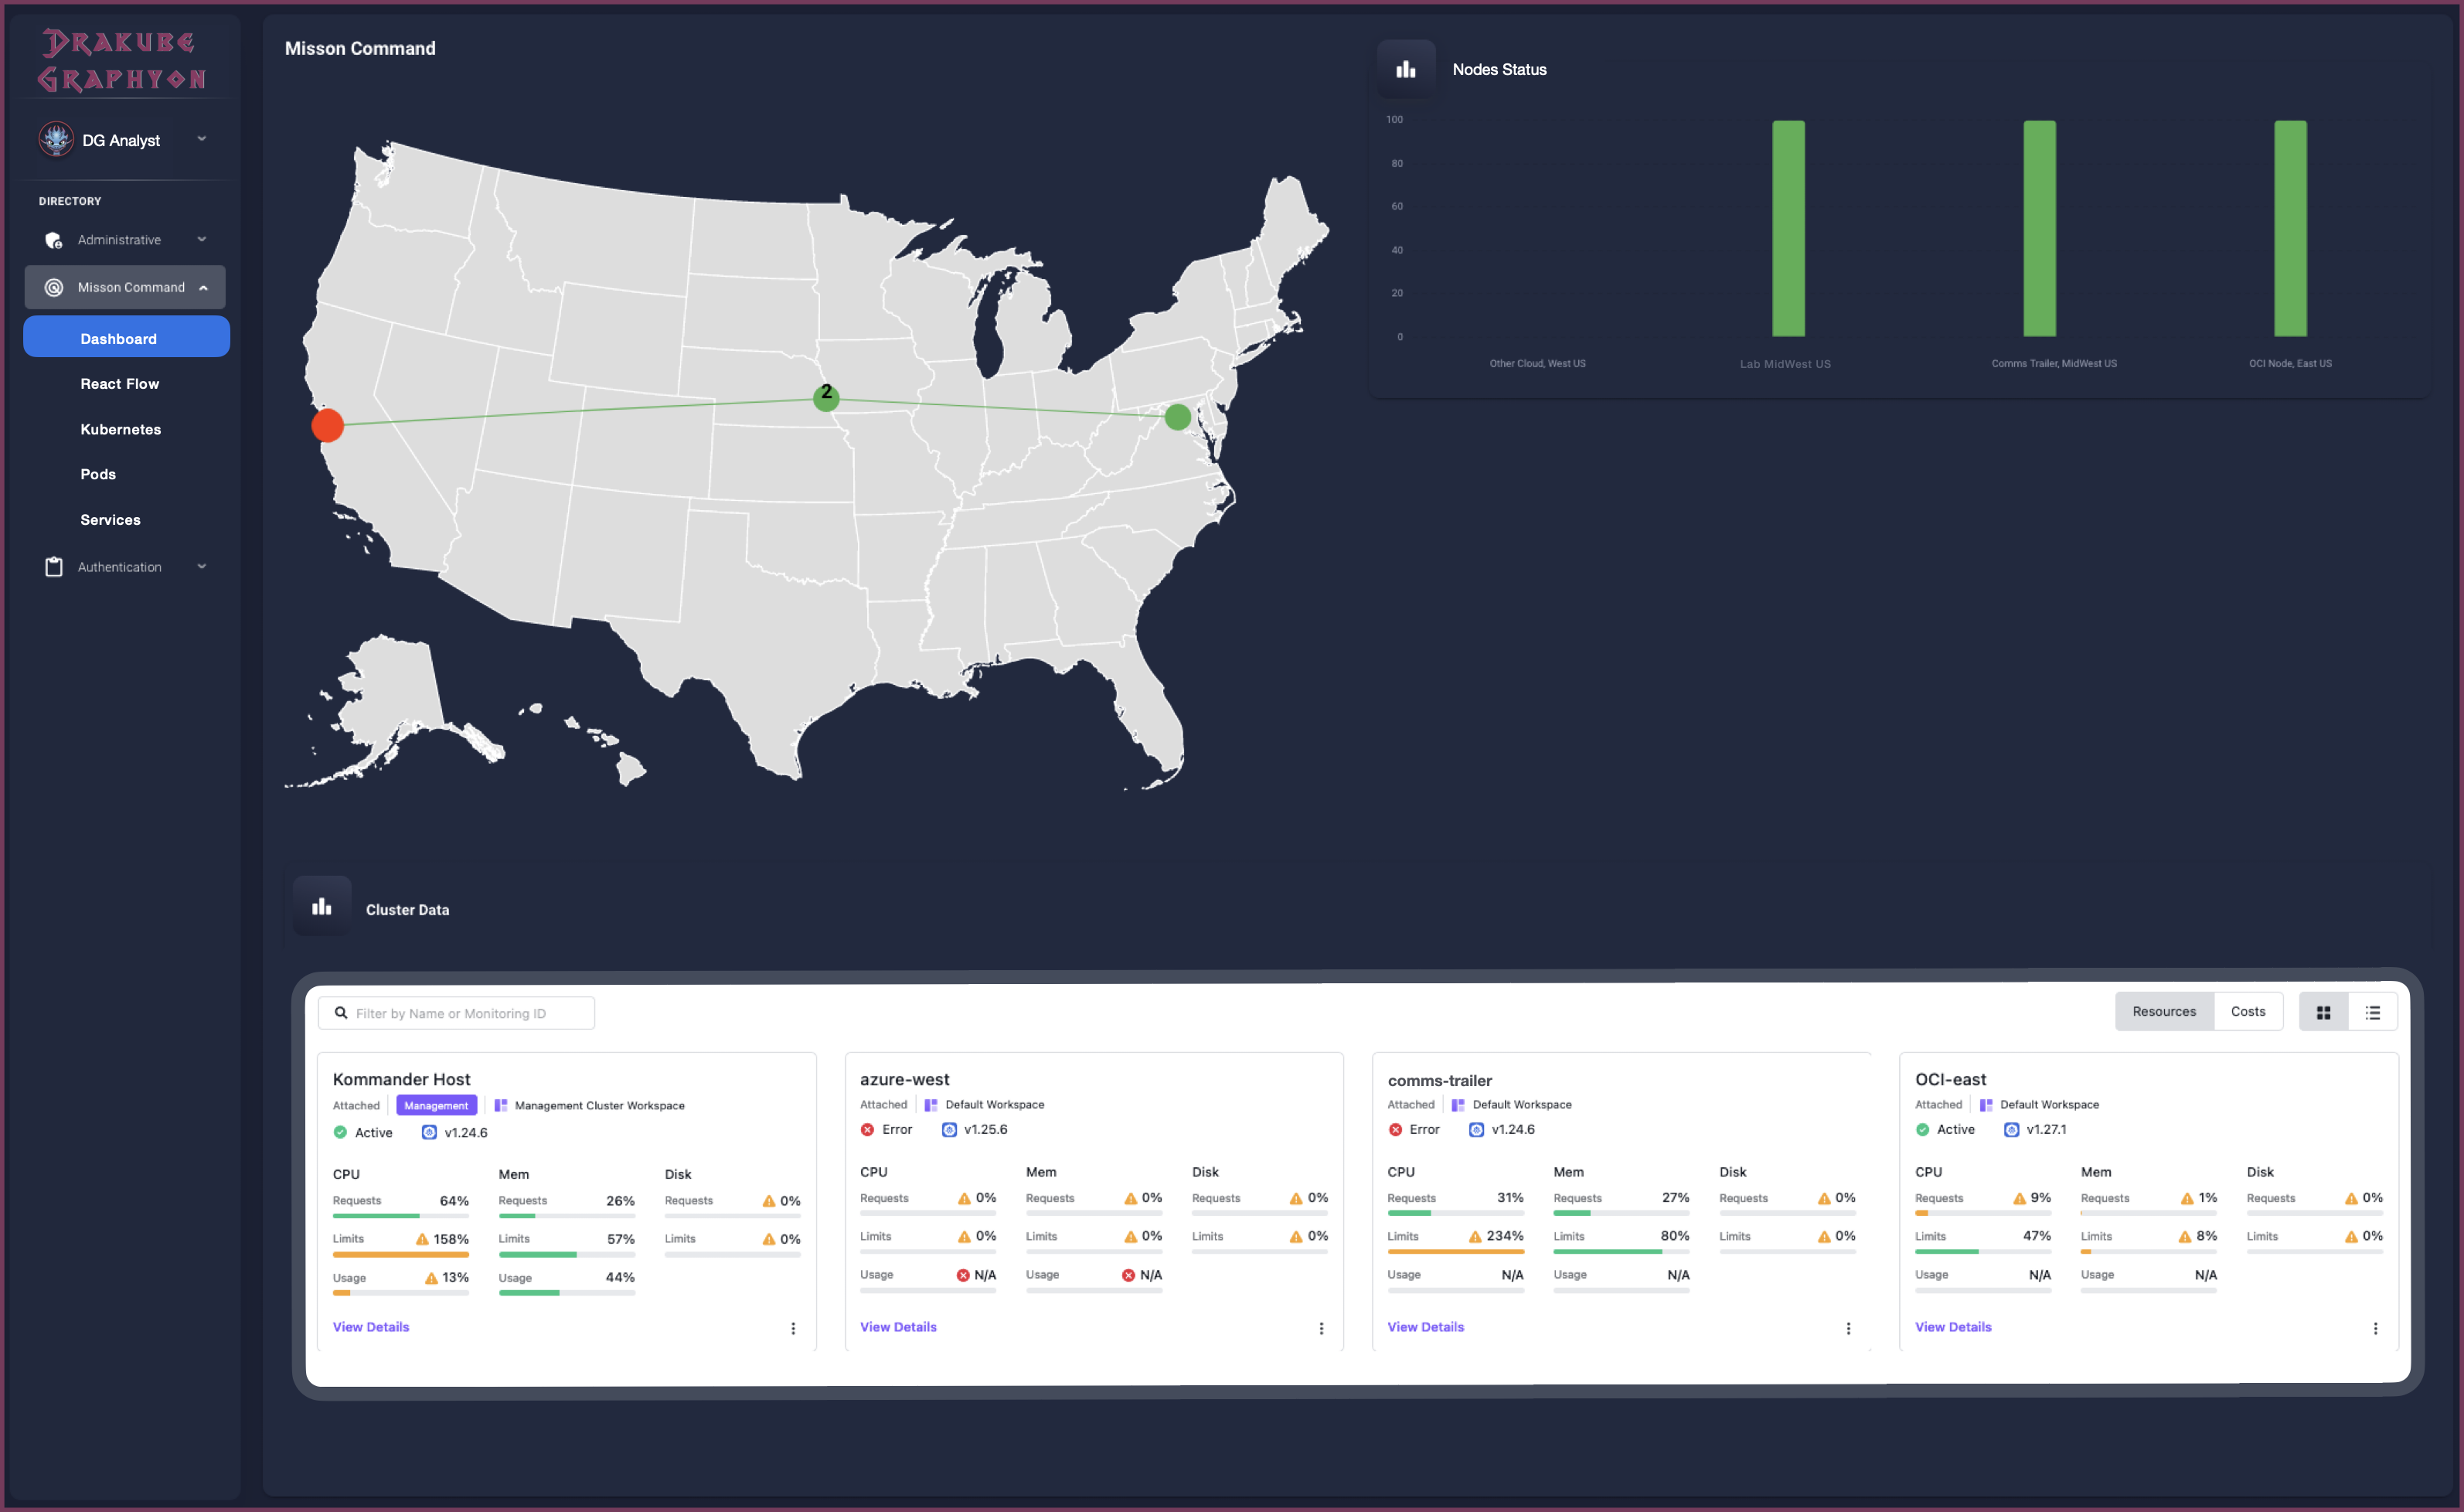 DRAKUBE
GRAPHYON
DG Analyst
DIRECTORY
Administrative
Misson Command
Dashboard
React Flow
Kubernetes
Pods
Services
Authentication
Misson Command
2
Nodes Status
100
80
60
40
20
0
Other Cloud, West US
Lab MidWest US
Comms Trailer, MidWest US
OCI Node, East US
Cluster Data
Filter by Name or Monitoring ID
Resources
Costs
Kommander Host
Attached Management Management Cluster Workspace
Active v1.24.6
CPU Mem Disk
Requests 64% Requests 26% Requests 0%
Limits 158% Limits 57% Limits 0%
Usage 13% Usage 44%
View Details
azure-west
Attached Default Workspace
Error v1.25.6
CPU Mem Disk
Requests 0% Requests 0% Requests 0%
Limits 0% Limits 0% Limits 0%
Usage N/A Usage N/A
View Details
comms-trailer
Attached Default Workspace
Error v1.24.6
CPU Mem Disk
Requests 31% Requests 27% Requests 0%
Limits 234% Limits 80% Limits 0%
Usage N/A Usage N/A
View Details
OCI-east
Attached Default Workspace
Active v1.27.1
CPU Mem Disk
Requests 9% Requests 1% Requests 0%
Limits 47% Limits 8% Limits 0%
Usage N/A Usage N/A
View Details